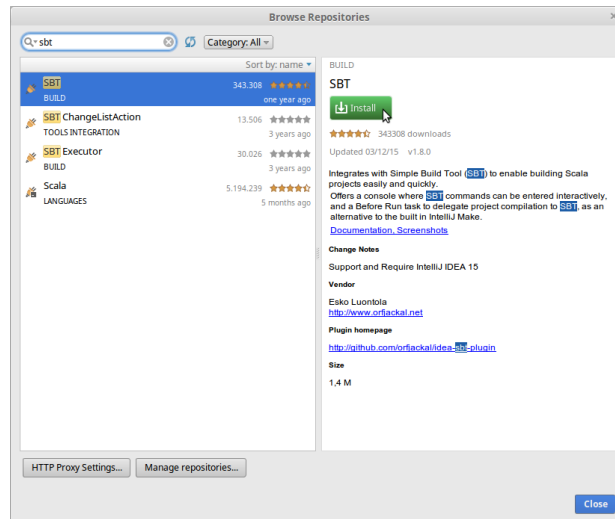 Browse Repositories
sbt
Category: All
Sort by: name
SBT
343.308
BUILD
one year ago
SBT ChangeListAction
13.506
TOOLS INTEGRATION
3 years ago
SBT Executor
30.026
BUILD
3 years ago
Scala
5.194.239
LANGUAGES
5 months ago
BUILD
SBT
Install
343308 downloads
Updated 03/12/15 v1.8.0
Integrates with Simple Build Tool (SBT) to enable building Scala
projects easily and quickly.
Offers a console where SBT commands can be entered interactively,
and a Before Run task to delegate project compilation to SBT, as an
alternative to the built in IntelliJ Make.
Documentation, Screenshots
Change Notes
Support and Require IntelliJ IDEA 15
Vendor
Esko Luontola
http://www.orfjackal.net
Plugin homepage
http://github.com/orfjackal/idea-sbt-plugin
Size
1,4 M
HTTP Proxy Settings...
Manage repositories...
Close